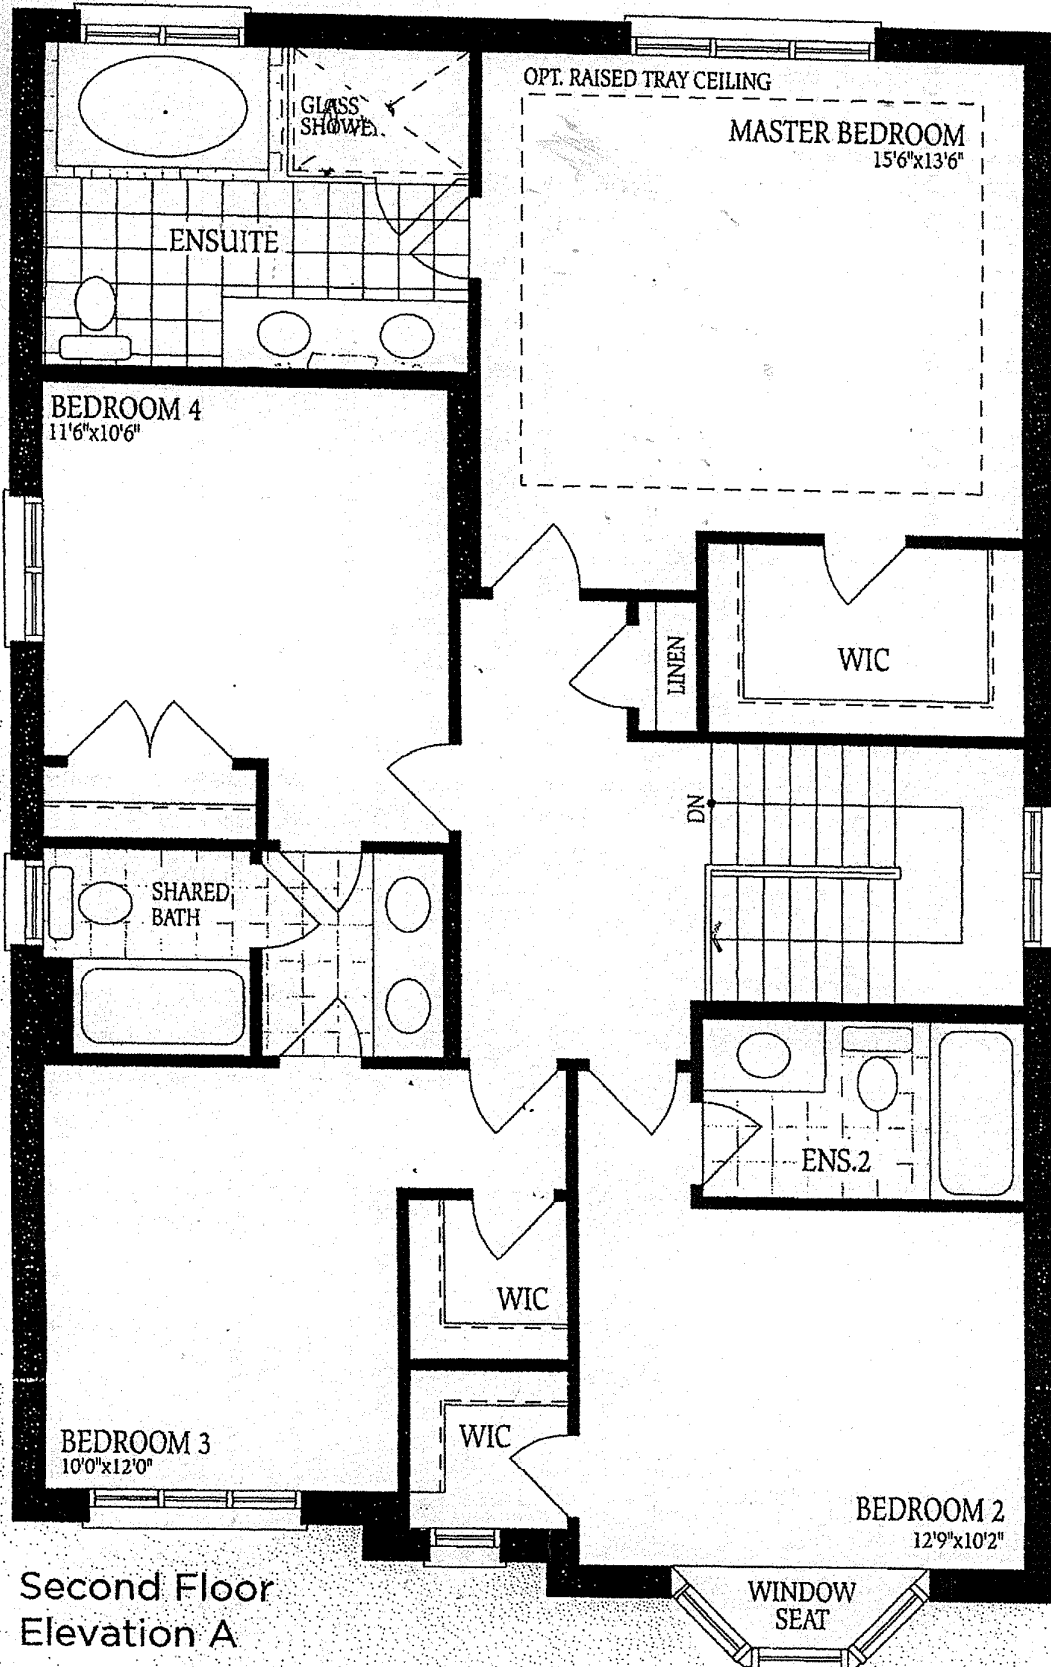 OPT. RAISED TRAY CEILING
MASTER BEDROOM
15'6"x13'6"
GLASS
SHOWE
ENSUITE
BEDROOM 4
11'6"x10'6"
LINEN
WIC
DN
SHARED
BATH
ENS.2
WIC
WIC
BEDROOM 3
10'0"x12'0"
BEDROOM 2
12'9"x10'2"
WINDOW
SEAT
Second Floor
Elevation A